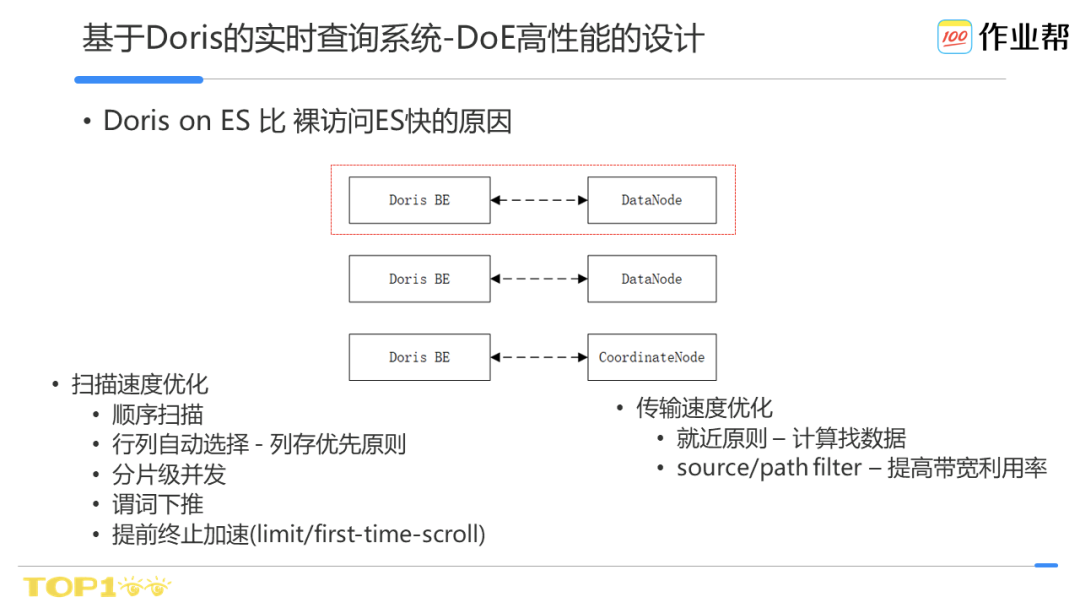 基于Doris的实时查询系统-DoE高性能的设计
100 作业帮
• Doris on ES 比 裸访问ES快的原因
Doris BE
DataNode
Doris BE
DataNode
Doris BE
CoordinateNode
• 扫描速度优化
• 顺序扫描
• 行列自动选择 - 列存优先原则
• 分片级并发
• 谓词下推
• 提前终止加速(limit/first-time-scroll)
• 传输速度优化
• 就近原则 – 计算找数据
• source/path filter – 提高带宽利用率
TOP100